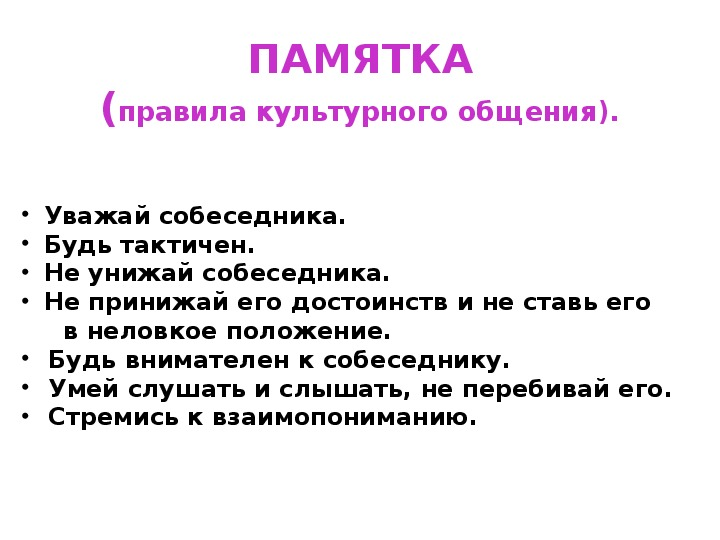 ПАМЯТКА
(правила культурного общения).
• Уважай собеседника.
• Будь тактичен.
• Не унижай собеседника.
• Не принижай его достоинств и не ставь его
в неловкое положение.
• Будь внимателен к собеседнику.
• Умей слушать и слышать, не перебивай его.
• Стремись к взаимопониманию.